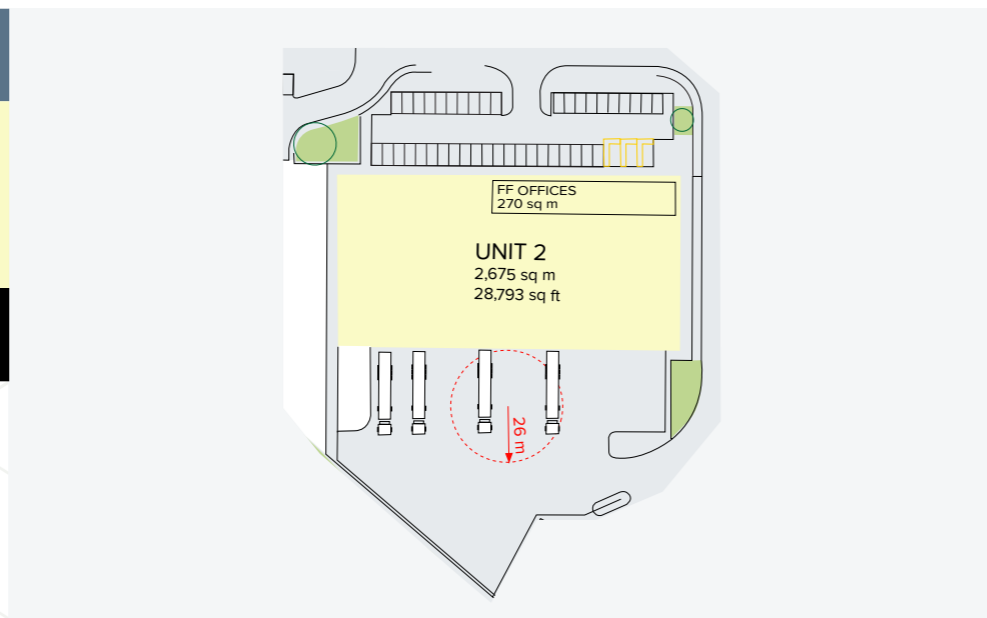 FF OFFICES
270 sq m
UNIT 2
2,675 sq m
28,793 sq ft
26 m